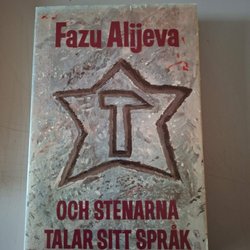 Fazu Alijeva
OCH STENARNA
TALAR SITT SPRÅK